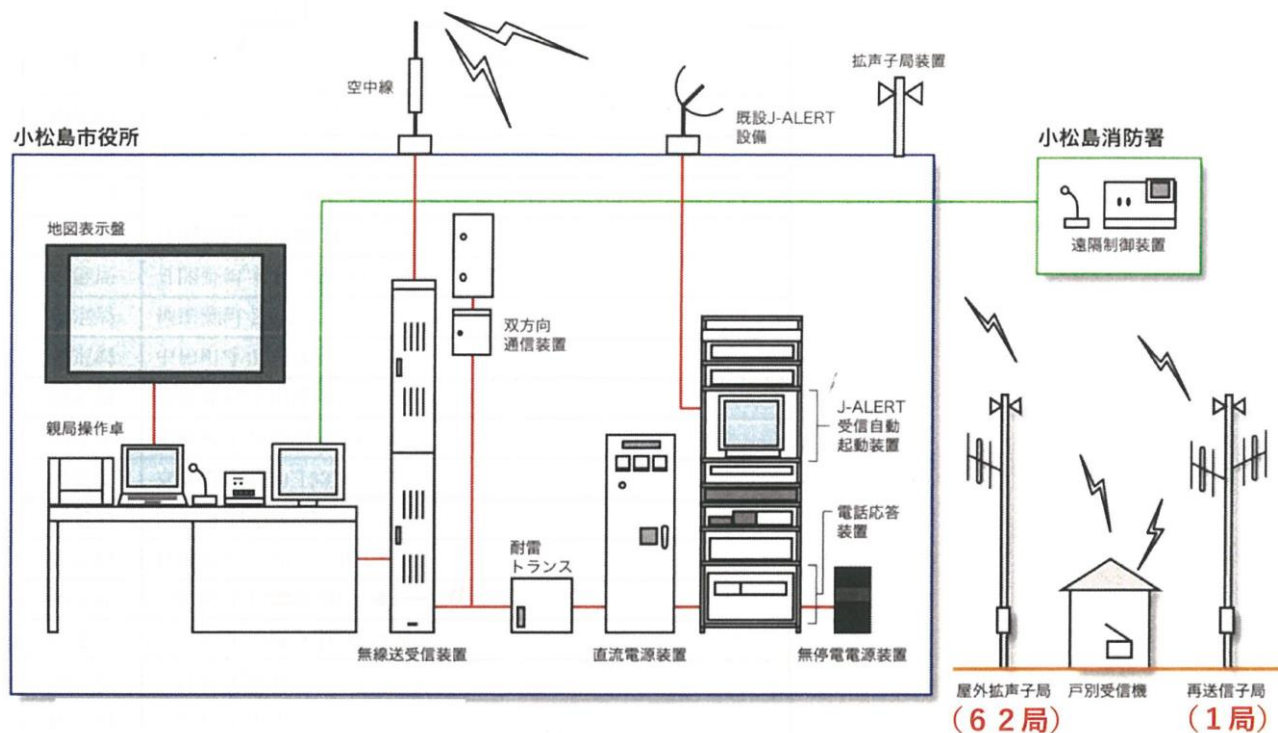 空中線
拡声子局装置
既設J-ALERT
設備
小松島市役所
小松島消防署
遠隔制御装置
地図表示盤
双方向
通信装置
親局操作卓
J-ALERT
受信自動
起動装置
電話応答
装置
耐雷
トランス
無線送受信装置
直流電源装置
無停電電源装置
屋外拡声子局
(62局)
戸別受信機
再送信子局
(1局)